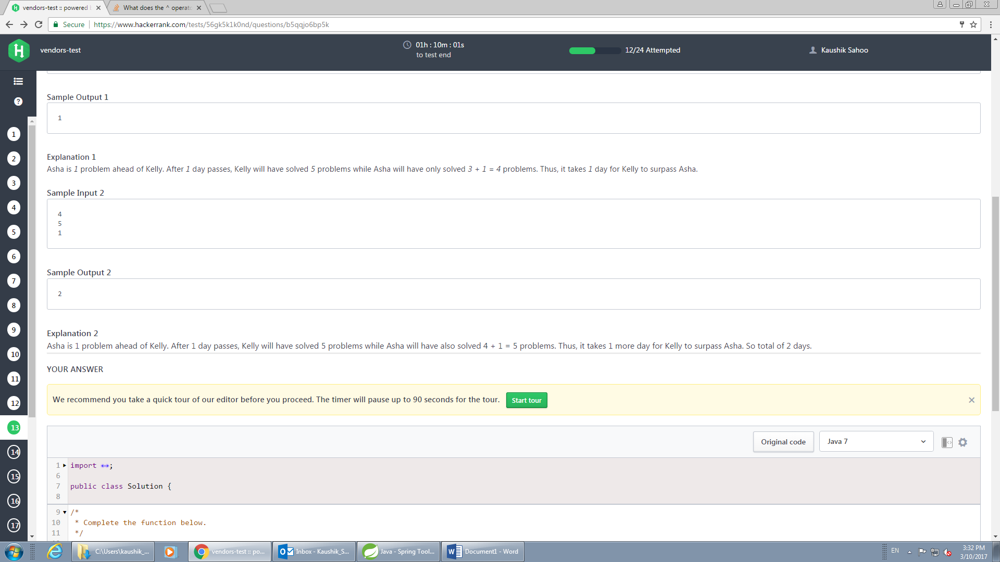 vendors-test :: powered
What does the ^ operat
Secure
https://www.hackerrank.com/tests/56gk5k1k0nd/questions/b5qqjo6bp5k
H
vendors-test
01h : 10m : 01s
to test end
12/24 Attempted
Kaushik Sahoo
?
1
2
3
4
5
6
7
8
9
10
11
12
13
14
15
16
17
Sample Output 1
1
Explanation 1
Asha is 1 problem ahead of Kelly. After 1 day passes, Kelly will have solved 5 problems while Asha will have only solved 3 + 1 = 4 problems. Thus, it takes 1 day for Kelly to surpass Asha.
Sample Input 2
4
5
1
Sample Output 2
2
Explanation 2
Asha is 1 problem ahead of Kelly. After 1 day passes, Kelly will have solved 5 problems while Asha will have also solved 4 + 1 = 5 problems. Thus, it takes 1 more day for Kelly to surpass Asha. So total of 2 days.
YOUR ANSWER
We recommend you take a quick tour of our editor before you proceed. The timer will pause up to 90 seconds for the tour. Start tour
Original code
Java 7
1 import ↔;
6
7 public class Solution {
8
9 /*
10 * Complete the function below.
11 */
C:\Users\kaushik_...
vendors-test :: po...
Inbox - Kaushik_S...
Java - Spring Tool...
Document1 - Word
EN
3:32 PM
3/10/2017